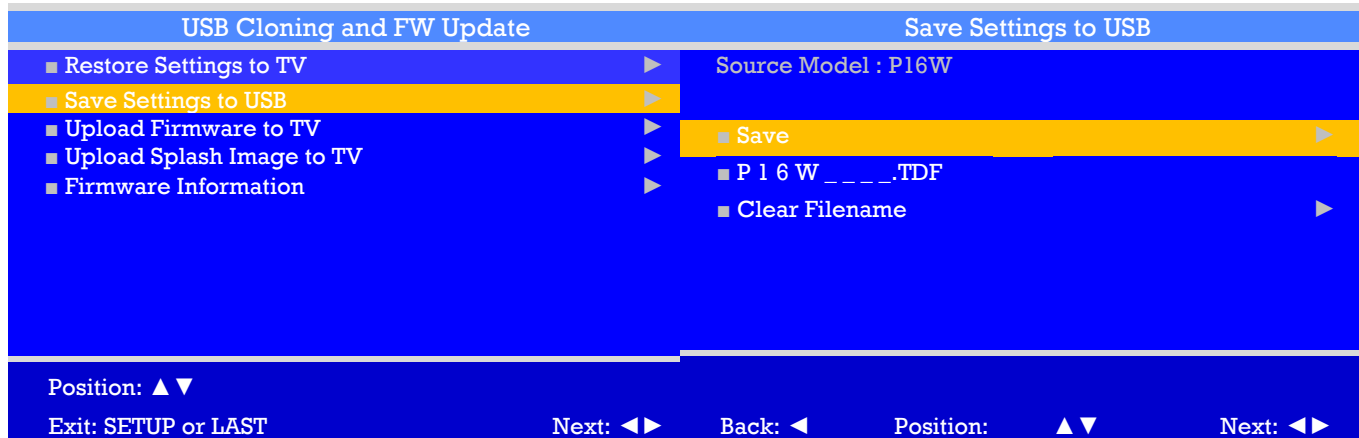 USB Cloning and FW Update
■ Restore Settings to TV ►
■ Save Settings to USB ►
■ Upload Firmware to TV ►
■ Upload Splash Image to TV ►
■ Firmware Information ►
Position: ▲▼
Exit: SETUP or LAST Next: ◄►
Save Settings to USB
Source Model : P16W
■ Save ►
■ P 1 6 W _ _ _ _.TDF
■ Clear Filename ►
Back: ◄ Position: ▲▼ Next: ◄►